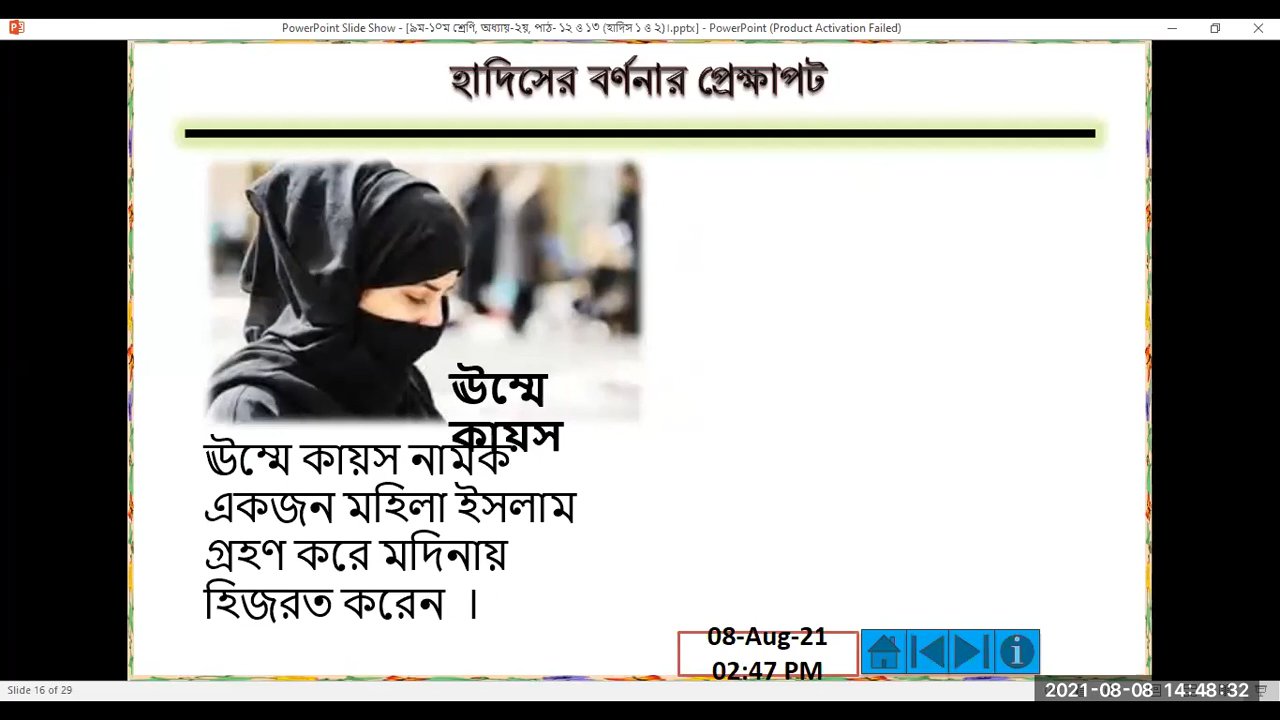 PowerPoint Slide Show - [৯ম-১০ম শ্রেণি, অধ্যায়-২য়, পাঠ- ১২ ও ১৩ (হাদিস ১ ও ২)।.pptx] - PowerPoint (Product Activation Failed)
হাদিসের বর্ণনার প্রেক্ষাপট
ঊম্মে
কায়স
ঊম্মে কায়স নামক
একজন মহিলা ইসলাম
গ্রহণ করে মদিনায়
হিজরত করেন ।
08-Aug-21
02:47 PM
Slide 16 of 29
2021-08-08 14:48:32